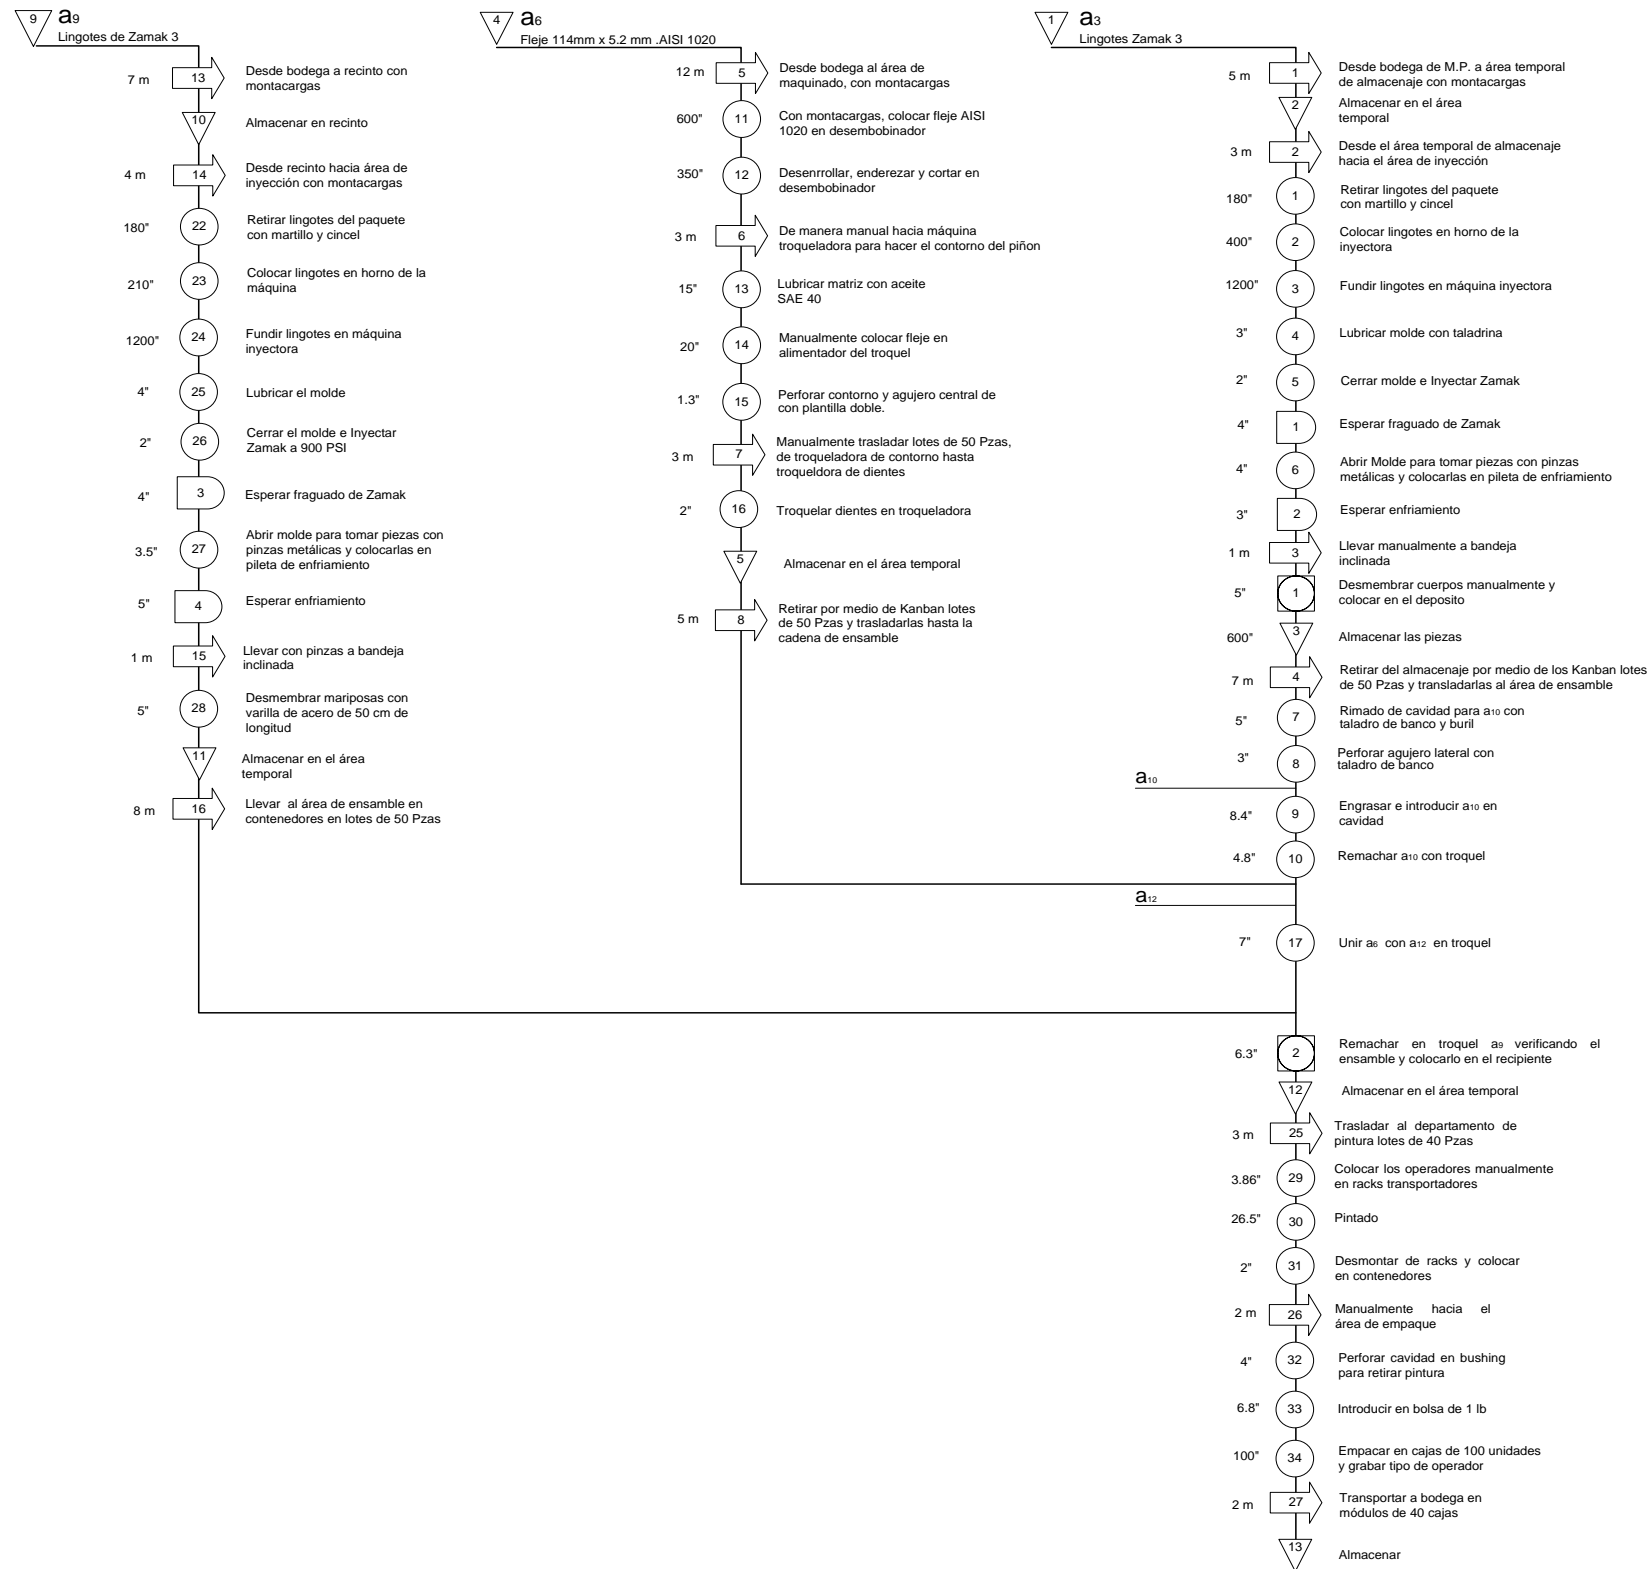 9
a9
Lingotes de Zamak 3
7 m
13
Desde bodega a recinto con
montacargas
10
Almacenar en recinto
4 m
14
Desde recinto hacia área de
inyección con montacargas
180"
22
Retirar lingotes del paquete
con martillo y cincel
210"
23
Colocar lingotes en horno de la
máquina
1200"
24
Fundir lingotes en máquina
inyectora
4"
25
Lubricar el molde
2"
26
Cerrar el molde e Inyectar
Zamak a 900 PSI
4"
3
Esperar fraguado de Zamak
3.5"
27
Abrir molde para tomar piezas con
pinzas metálicas y colocarlas en
pileta de enfriamiento
5"
4
Esperar enfriamiento
1 m
15
Llevar con pinzas a bandeja
inclinada
5"
28
Desmembrar mariposas con
varilla de acero de 50 cm de
longitud
11
Almacenar en el área
temporal
8 m
16
Llevar al área de ensamble en
contenedores en lotes de 50 Pzas
4
a6
Fleje 114mm x 5.2 mm .AISI 1020
12 m
5
Desde bodega al área de
maquinado, con montacargas
600"
11
Con montacargas, colocar fleje AISI
1020 en desembobinador
350"
12
Desenrrollar, enderezar y cortar en
desembobinador
3 m
6
De manera manual hacia máquina
troqueladora para hacer el contorno del piñon
15"
13
Lubricar matriz con aceite
SAE 40
20"
14
Manualmente colocar fleje en
alimentador del troquel
1.3"
15
Perforar contorno y agujero central de
con plantilla doble.
3 m
7
Manualmente trasladar lotes de 50 Pzas,
de troqueladora de contorno hasta
troqueldora de dientes
2"
16
Troquelar dientes en troqueladora
5
Almacenar en el área temporal
5 m
8
Retirar por medio de Kanban lotes
de 50 Pzas y trasladarlas hasta la
cadena de ensamble
1
a3
Lingotes Zamak 3
5 m
1
Desde bodega de M.P. a área temporal
de almacenaje con montacargas
2
Almacenar en el área
temporal
3 m
2
Desde el área temporal de almacenaje
hacia el área de inyección
180"
1
Retirar lingotes del paquete
con martillo y cincel
400"
2
Colocar lingotes en horno de la
inyectora
1200"
3
Fundir lingotes en máquina inyectora
3"
4
Lubricar molde con taladrina
2"
5
Cerrar molde e Inyectar Zamak
4"
1
Esperar fraguado de Zamak
4"
6
Abrir Molde para tomar piezas con pinzas
metálicas y colocarlas en pileta de enfriamiento
3"
2
Esperar enfriamiento
1 m
3
Llevar manualmente a bandeja
inclinada
5"
1
Desmembrar cuerpos manualmente y
colocar en el deposito
600"
3
Almacenar las piezas
7 m
4
Retirar del almacenaje por medio de los Kanban lotes
de 50 Pzas y transladarlas al área de ensamble
5"
7
Rimado de cavidad para a10 con
taladro de banco y buril
3"
8
Perforar agujero lateral con
taladro de banco
a10
8.4"
9
Engrasar e introducir a10 en
cavidad
4.8"
10
Remachar a10 con troquel
a12
7"
17
Unir a6 con a12 en troquel
6.3"
2
Remachar en troquel a9 verificando el
ensamble y colocarlo en el recipiente
12
Almacenar en el área temporal
3 m
25
Trasladar al departamento de
pintura lotes de 40 Pzas
3.86"
29
Colocar los operadores manualmente
en racks transportadores
26.5"
30
Pintado
2"
31
Desmontar de racks y colocar
en contenedores
2 m
26
Manualmente hacia el
área de empaque
4"
32
Perforar cavidad en bushing
para retirar pintura
6.8"
33
Introducir en bolsa de 1 lb
100"
34
Empacar en cajas de 100 unidades
y grabar tipo de operador
2 m
27
Transportar a bodega en
módulos de 40 cajas
13
Almacenar